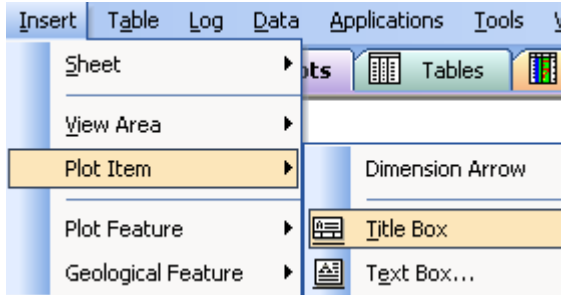 Insert Table Log Data Applications Tools
Sheet ots Tables
View Area
Plot Item Dimension Arrow
Plot Feature Title Box
Geological Feature Text Box...